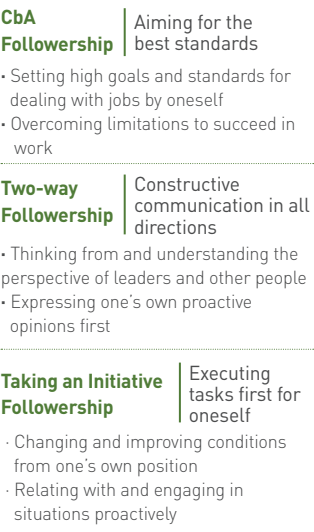 CbA
Followership
Aiming for the
best standards
· Setting high goals and standards for
dealing with jobs by oneself
· Overcoming limitations to succeed in
work
Two-way
Followership
Constructive
communication in all
directions
· Thinking from and understanding the
perspective of leaders and other people
· Expressing one's own proactive
opinions first
Taking an Initiative
Followership
Executing
tasks first for
oneself
· Changing and improving conditions
from one's own position
· Relating with and engaging in
situations proactively